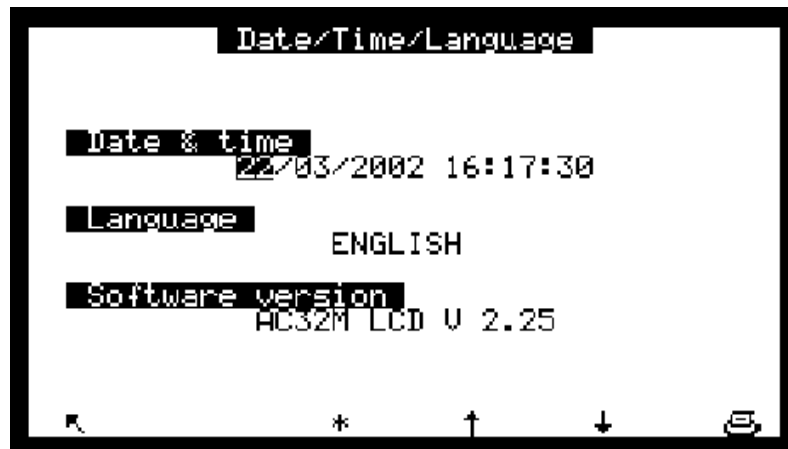 Date/Time/Language
Date & time
22/03/2002 16:17:30
Language
ENGLISH
Software version
AC32M LCD V 2.25
* ↑ ↓